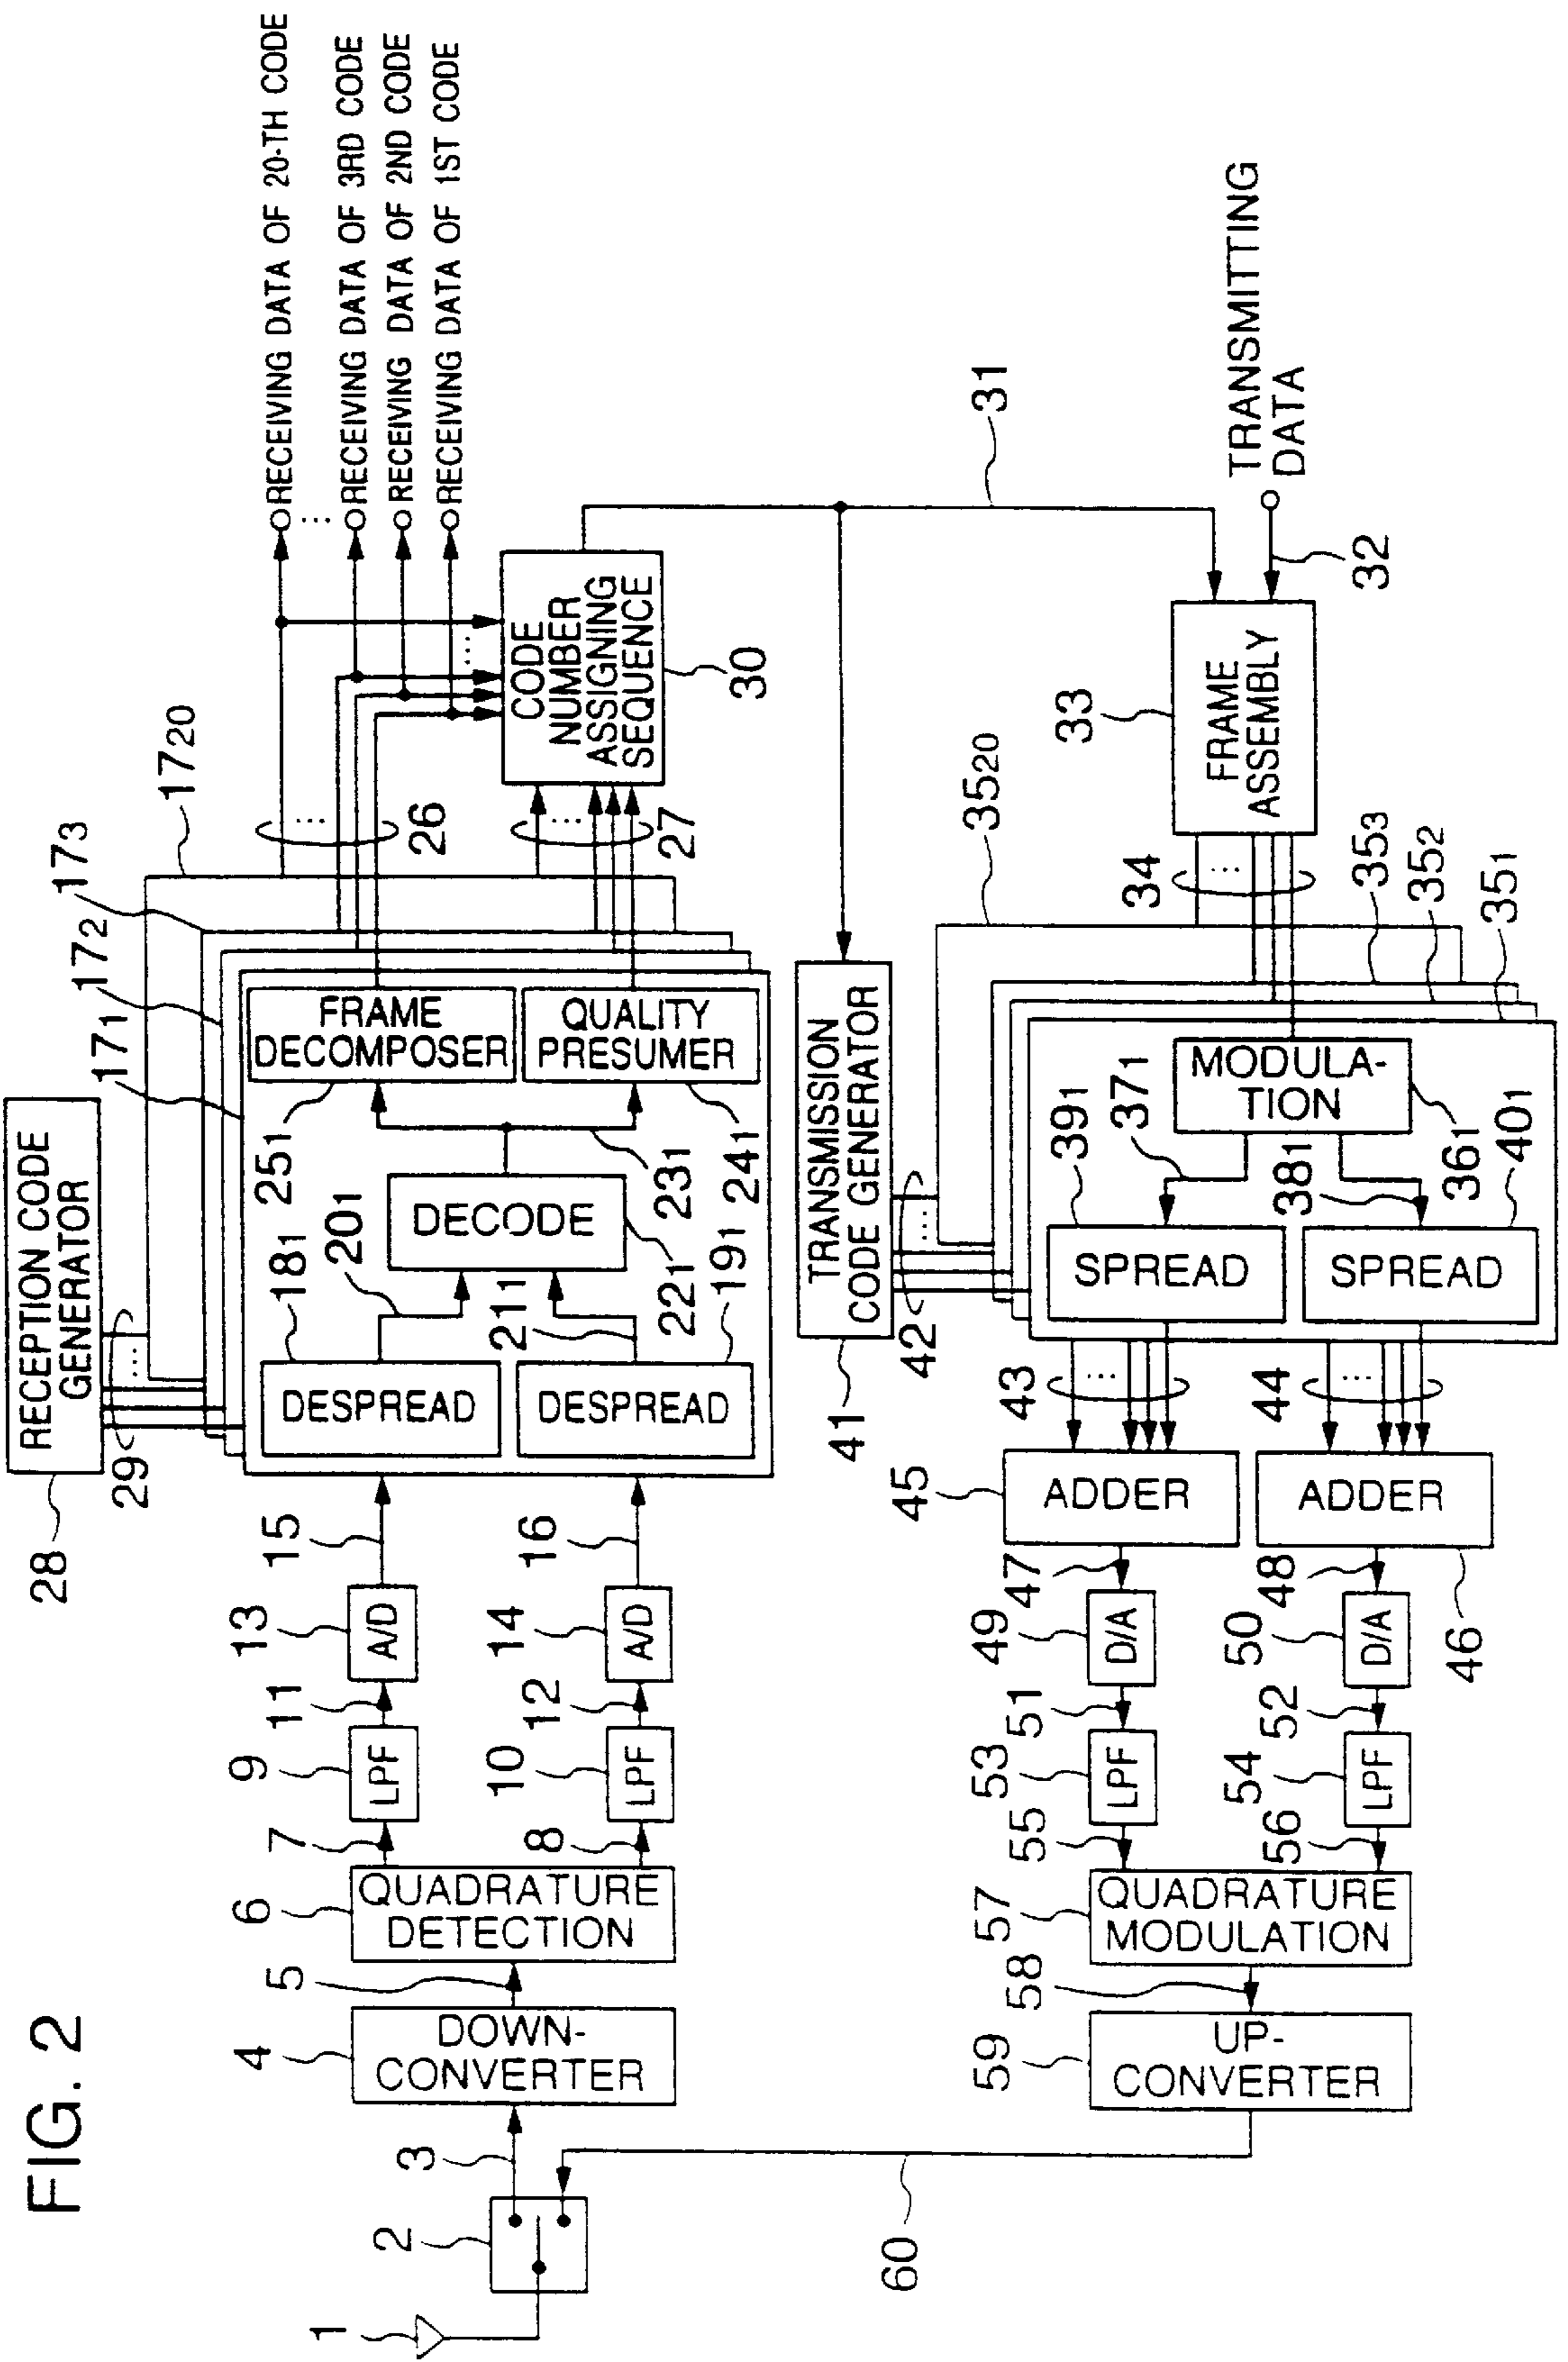 FIG. 2
1
2
3
4
DOWN-
CONVERTER
5
6
QUADRATURE
DETECTION
7
8
9
LPF
10
LPF
11
12
13
A/D
14
A/D
15
16
28
RECEPTION CODE
GENERATOR
29
17₁
17₂
17₃
17₂₀
18₁
DESPREAD
DESPREAD
19₁
20₁
21₁
DECODE
22₁
23₁
25₁
FRAME
DECOMPOSER
QUALITY
PRESUMER
24₁
26
27
CODE
NUMBER
ASSIGNING
SEQUENCE
30
RECEIVING DATA OF 20-TH CODE
RECEIVING DATA OF 3RD CODE
RECEIVING DATA OF 2ND CODE
RECEIVING DATA OF 1ST CODE
31
TRANSMITTING
DATA
32
33
FRAME
ASSEMBLY
34
35₂₀
35₃
35₂
35₁
MODULA-
TION
36₁
37₁
38₁
39₁
SPREAD
SPREAD
40₁
TRANSMISSION
CODE GENERATOR
41
42
43
44
45
ADDER
ADDER
46
47
48
49
D/A
50
D/A
51
52
53
LPF
54
LPF
55
56
57
QUADRATURE
MODULATION
58
59
UP-
CONVERTER
60